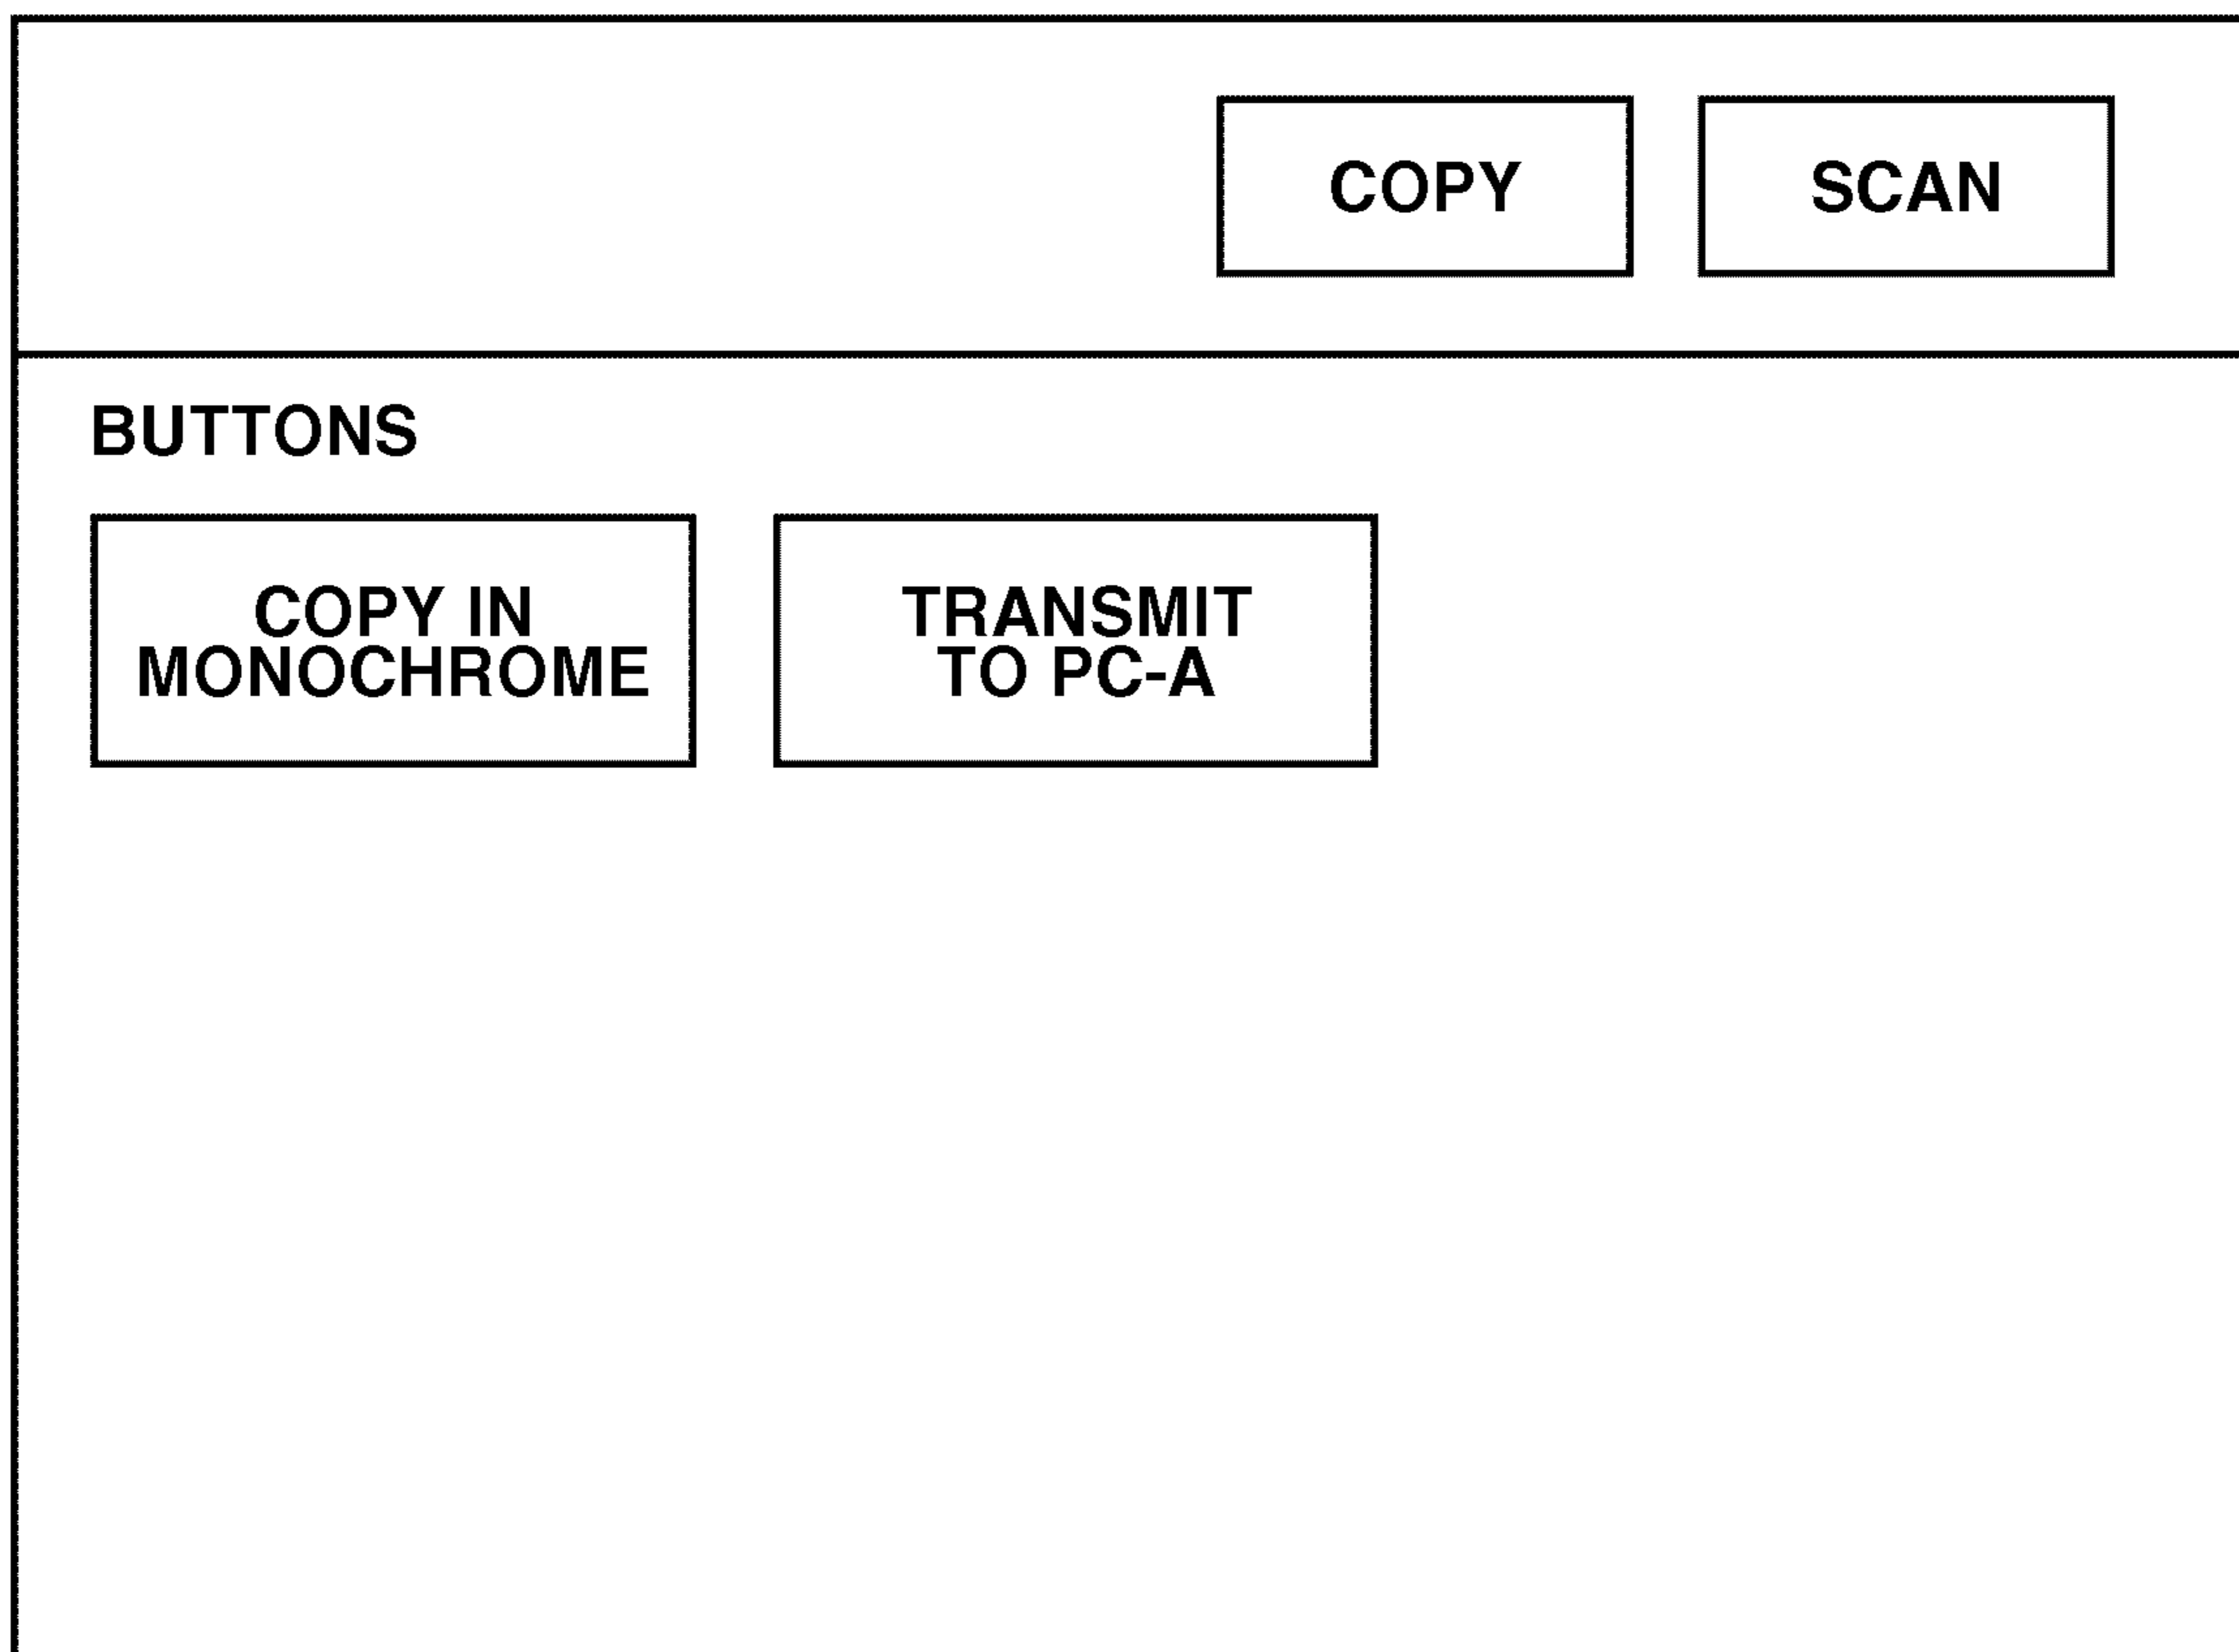 COPY
SCAN
BUTTONS
COPY IN
MONOCHROME
TRANSMIT
TO PC-A